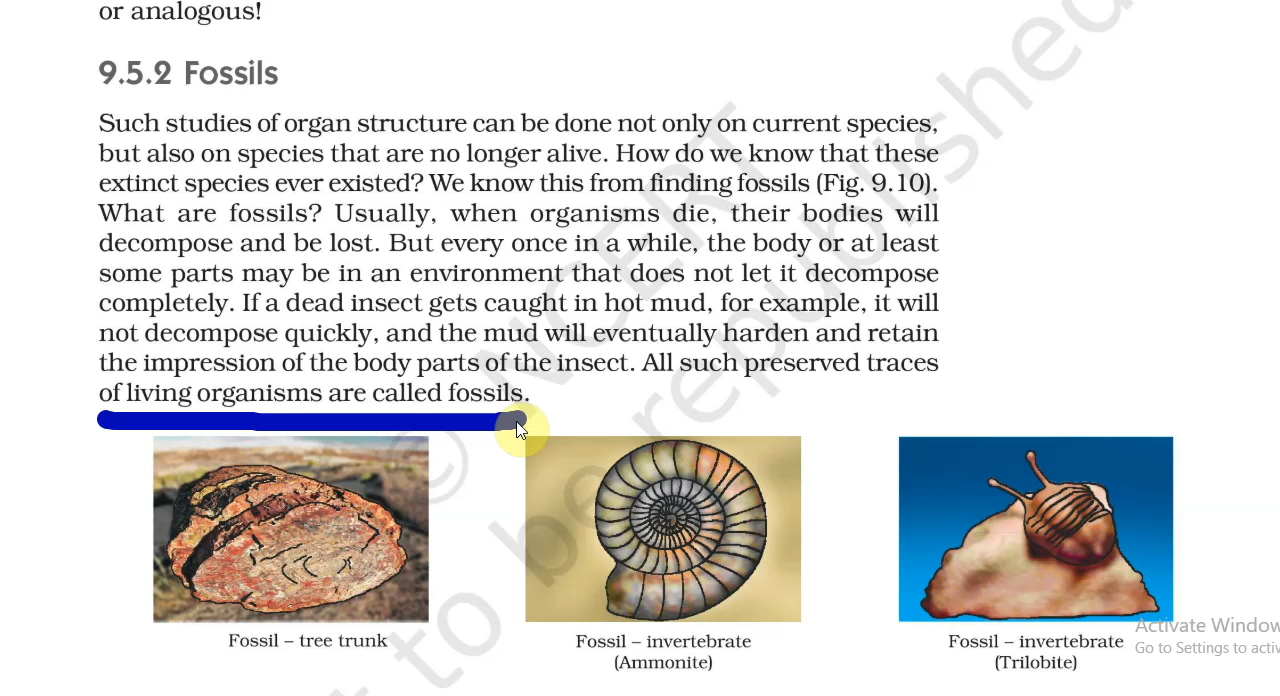 or analogous!
9.5.2 Fossils
Such studies of organ structure can be done not only on current species,
but also on species that are no longer alive. How do we know that these
extinct species ever existed? We know this from finding fossils (Fig. 9.10).
What are fossils? Usually, when organisms die, their bodies will
decompose and be lost. But every once in a while, the body or at least
some parts may be in an environment that does not let it decompose
completely. If a dead insect gets caught in hot mud, for example, it will
not decompose quickly, and the mud will eventually harden and retain
the impression of the body parts of the insect. All such preserved traces
of living organisms are called fossils.
Fossil – tree trunk
Fossil – invertebrate
(Ammonite)
Fossil – invertebrate
(Trilobite)
Activate Window
Go to Settings to activ
© NCERT
not to be republished